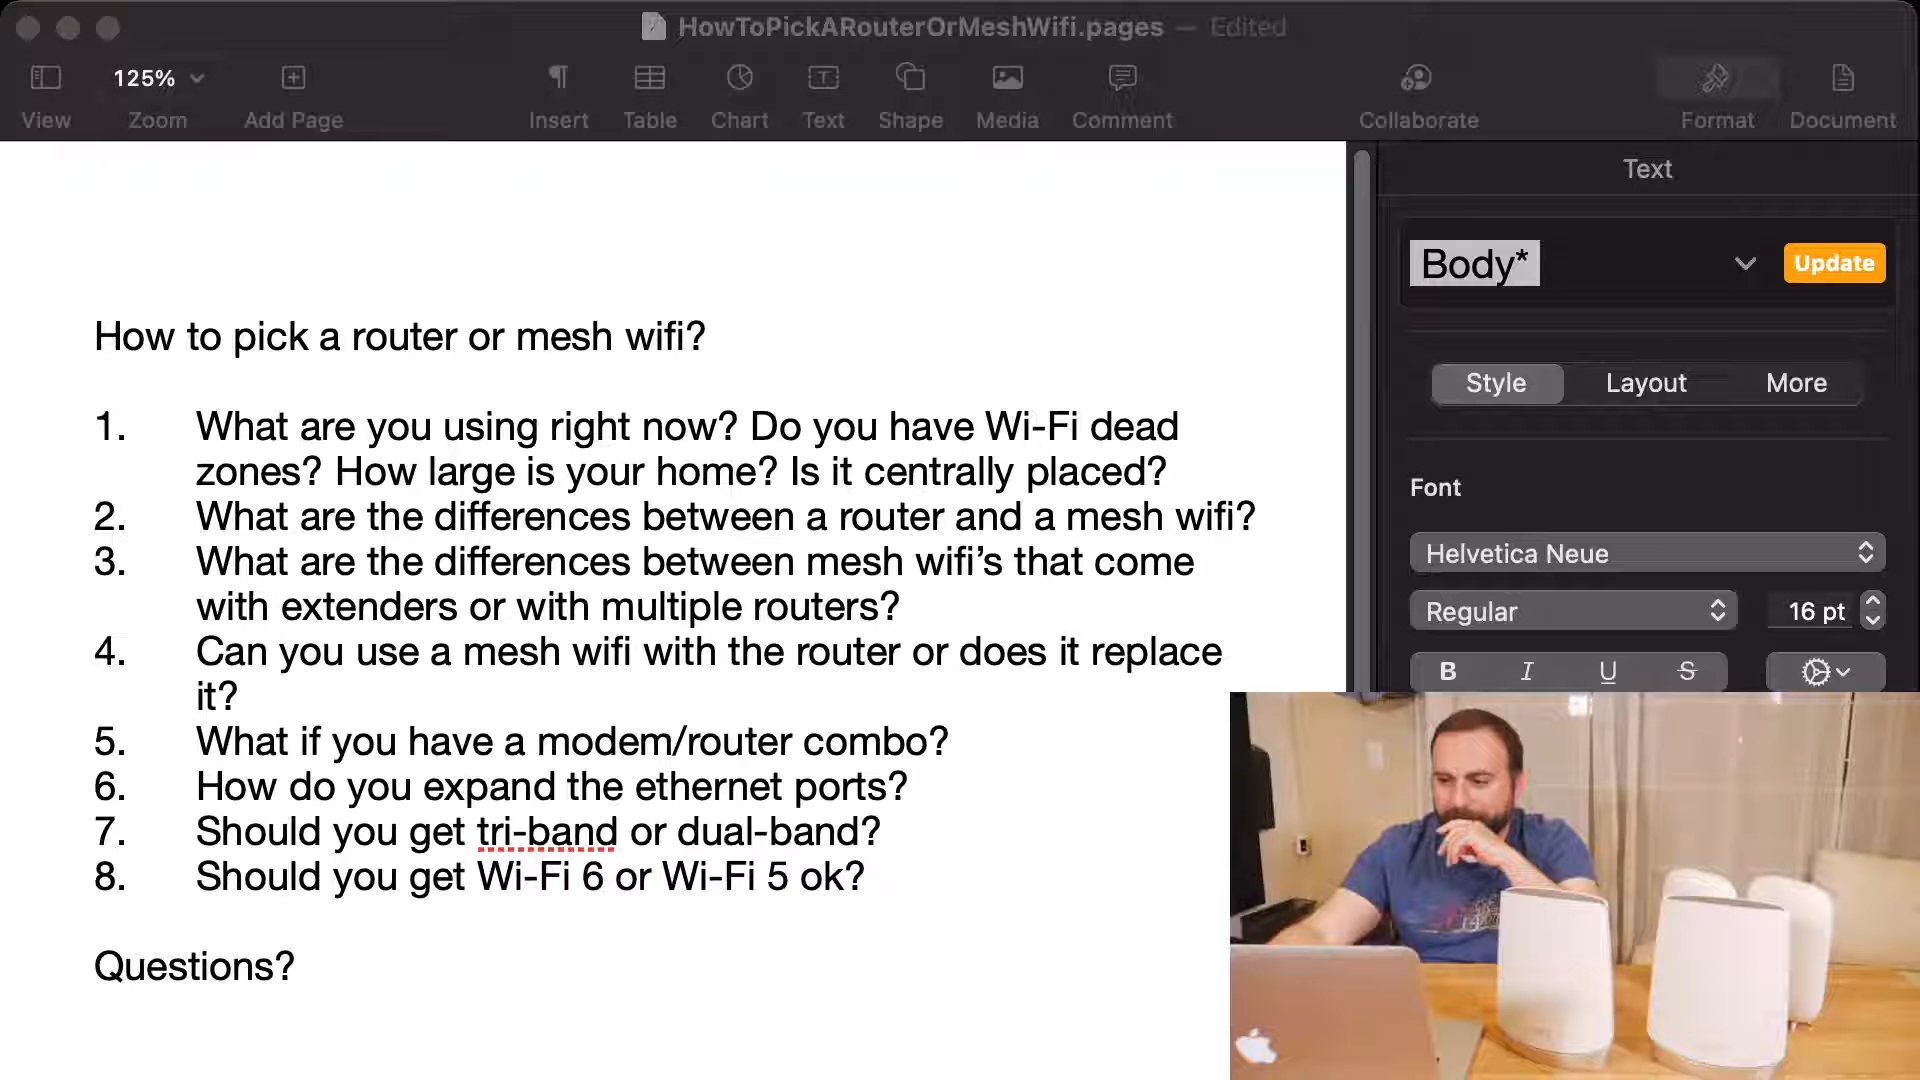 HowToPickARouterOrMeshWifi.pages — Edited
125%
View Zoom Add Page Insert Table Chart Text Shape Media Comment Collaborate Format Document
Text
Body* Update
Style Layout More
Font
Helvetica Neue
Regular 16 pt
B I U S
How to pick a router or mesh wifi?
1. What are you using right now? Do you have Wi-Fi dead
zones? How large is your home? Is it centrally placed?
2. What are the differences between a router and a mesh wifi?
3. What are the differences between mesh wifi’s that come
with extenders or with multiple routers?
4. Can you use a mesh wifi with the router or does it replace
it?
5. What if you have a modem/router combo?
6. How do you expand the ethernet ports?
7. Should you get tri-band or dual-band?
8. Should you get Wi-Fi 6 or Wi-Fi 5 ok?
Questions?